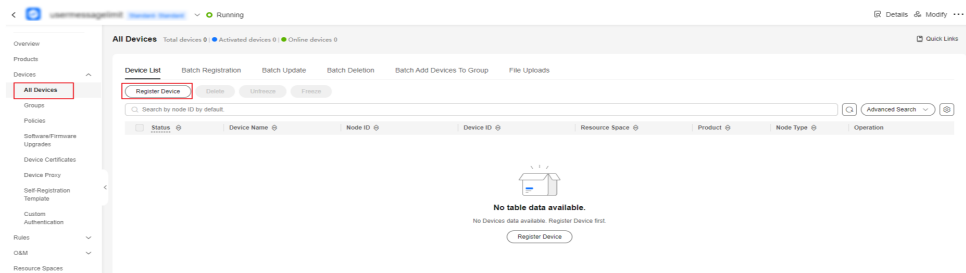 usermessagelimit Standard: Standard Running Details Modify
Overview
Products
Devices
All Devices
Groups
Policies
Software/Firmware
Upgrades
Device Certificates
Device Proxy
Self-Registration
Template
Custom
Authentication
Rules
O&M
Resource Spaces
All Devices Total devices 0 | Activated devices 0 | Online devices 0 Quick Links
Device List Batch Registration Batch Update Batch Deletion Batch Add Devices To Group File Uploads
Register Device Delete Unfreeze Freeze
Search by node ID by default. Advanced Search
Status Device Name Node ID Device ID Resource Space Product Node Type Operation
No table data available.
No Devices data available. Register Device first.
Register Device